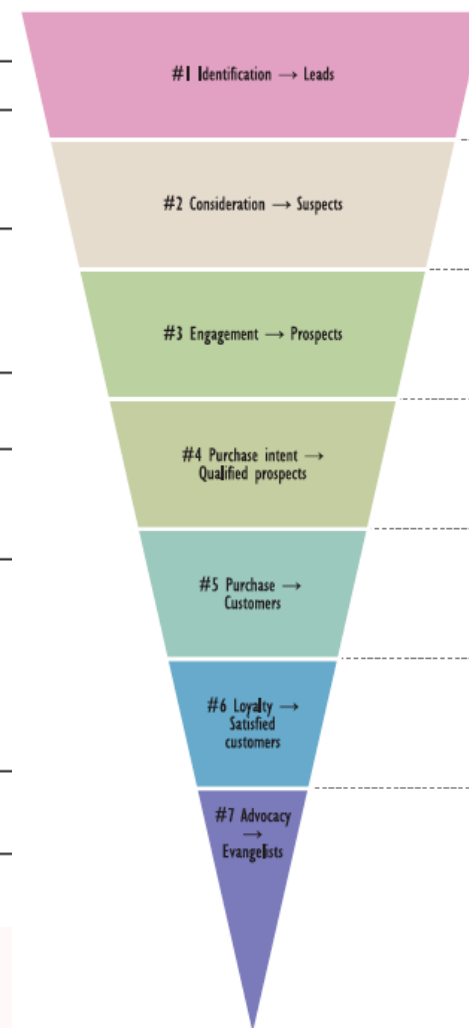 #1 Identification → Leads
#2 Consideration → Suspects
#3 Engagement → Prospects
#4 Purchase intent →
Qualified prospects
#5 Purchase →
Customers
#6 Loyalty →
Satisfied
customers
#7 Advocacy
→
Evangelists